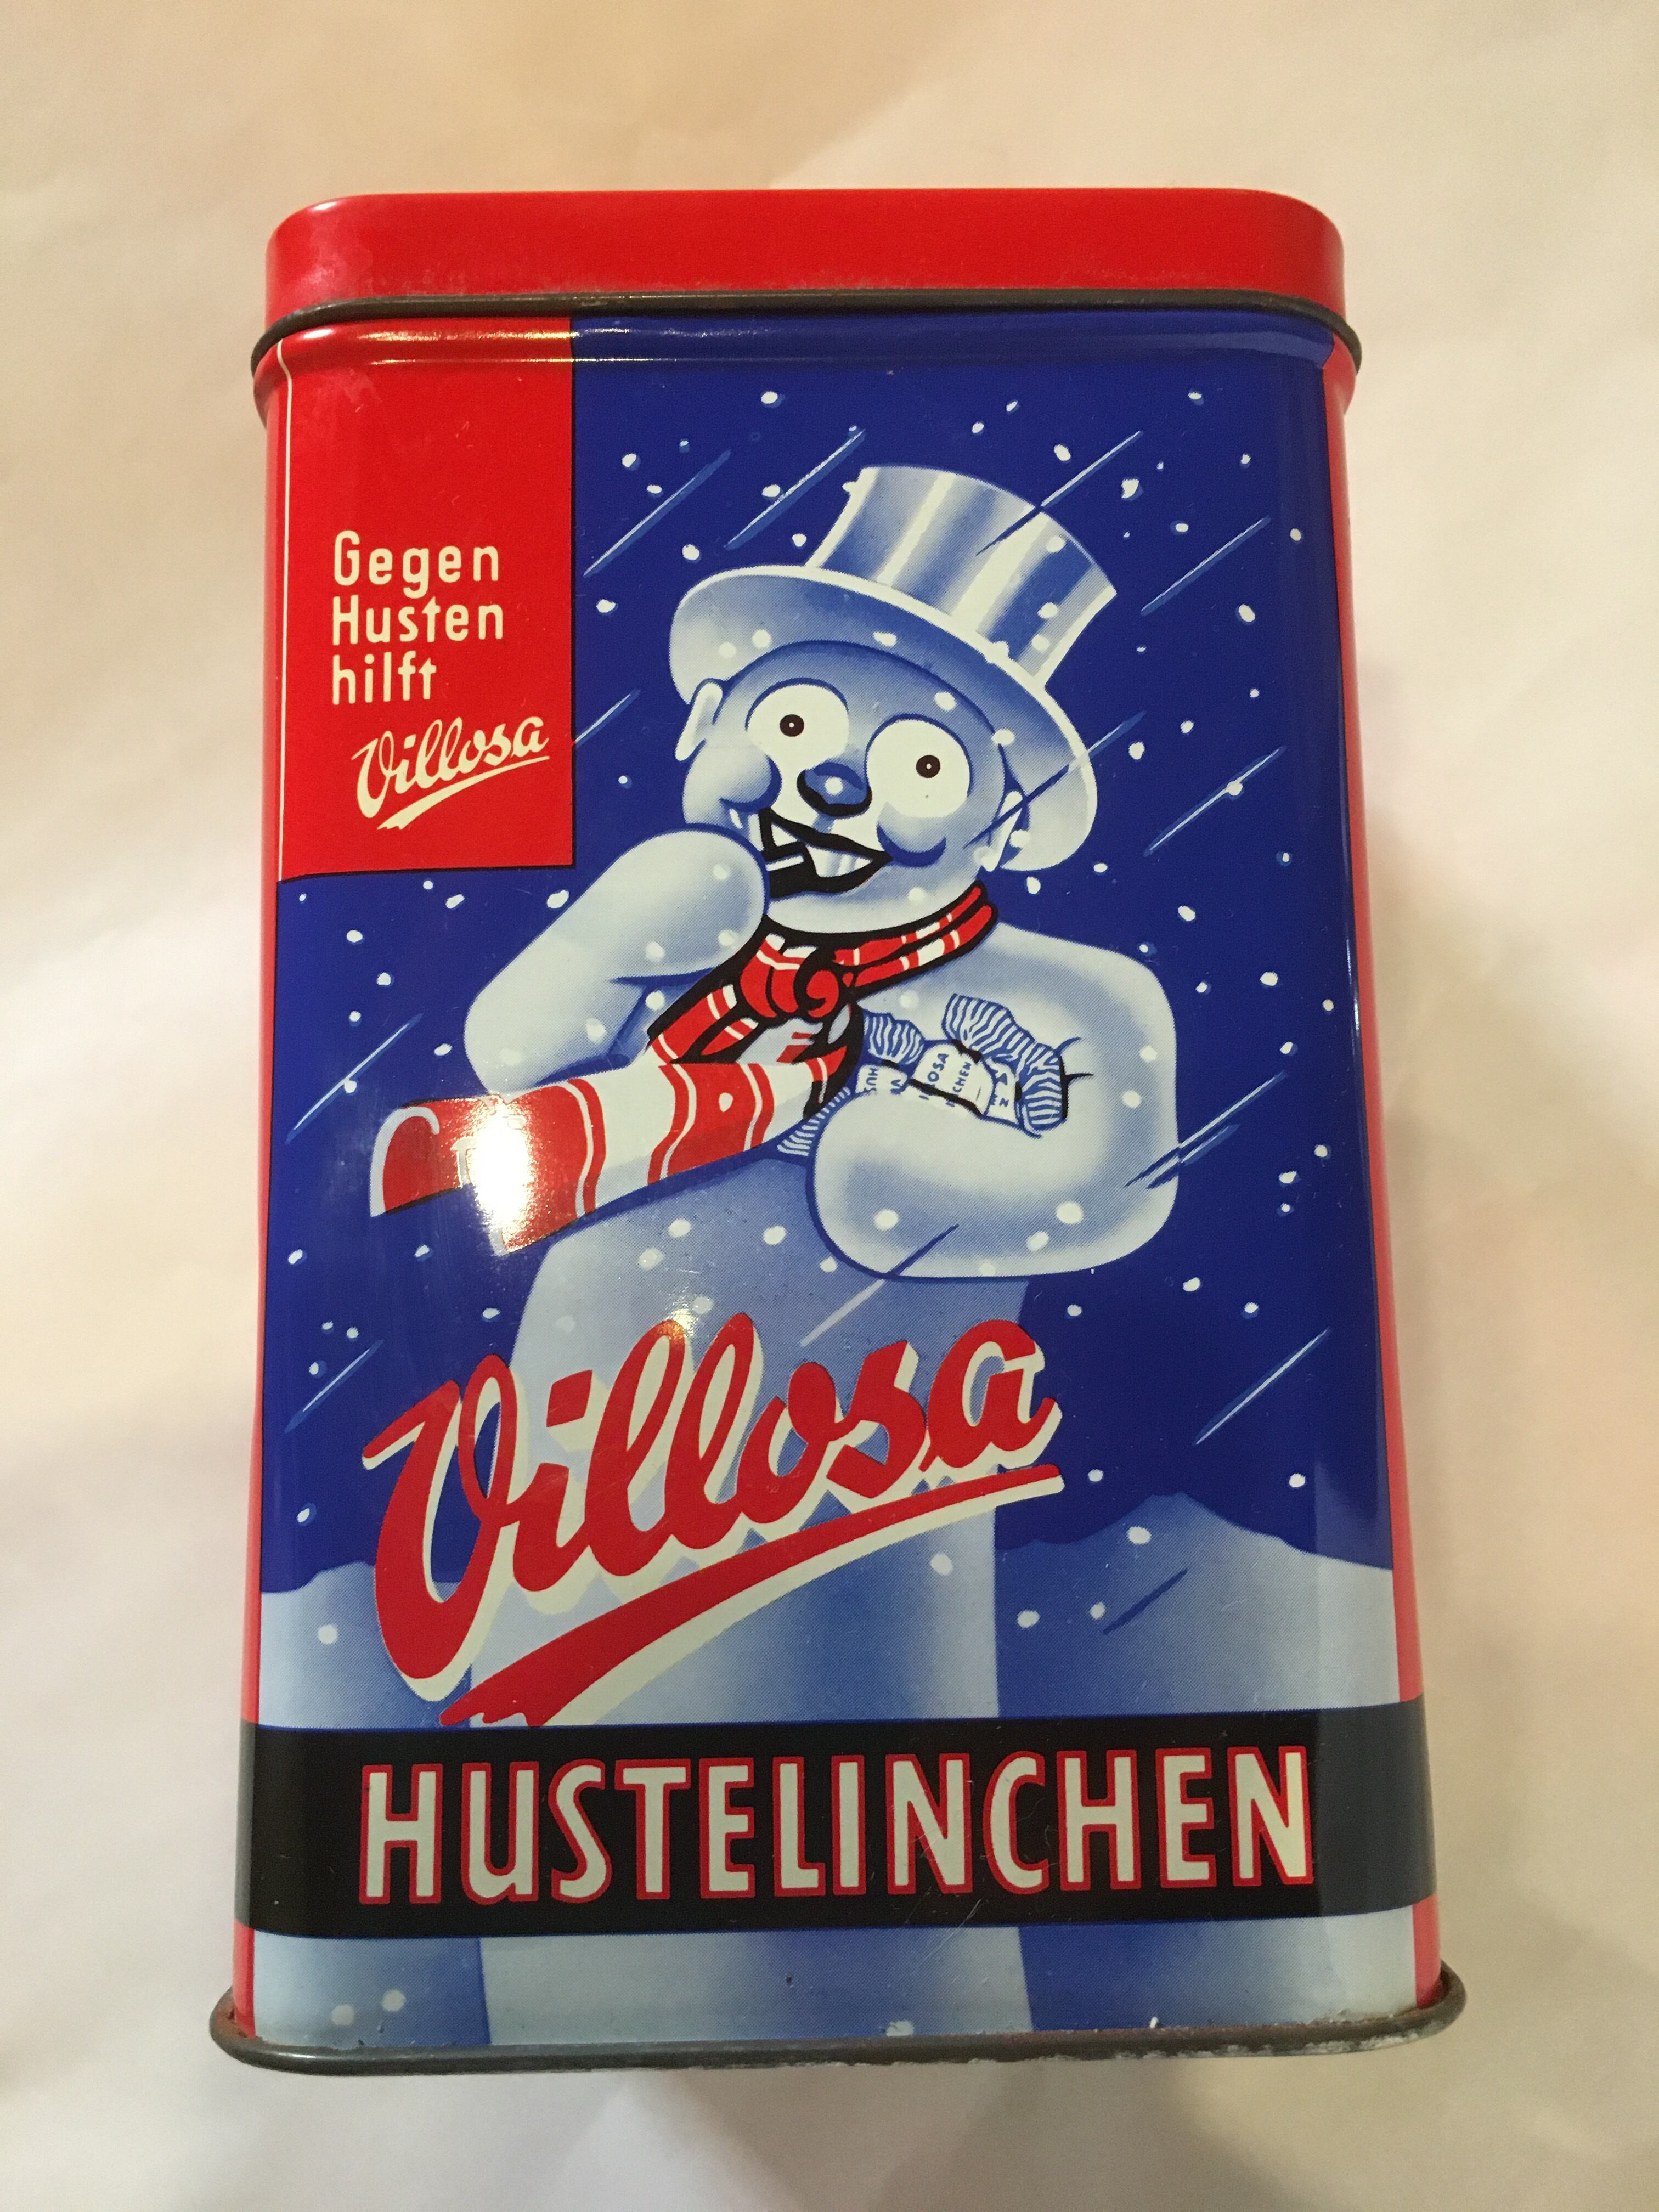 Gegen
Husten
hilft
Villosa
Villosa
HUSTELINCHEN